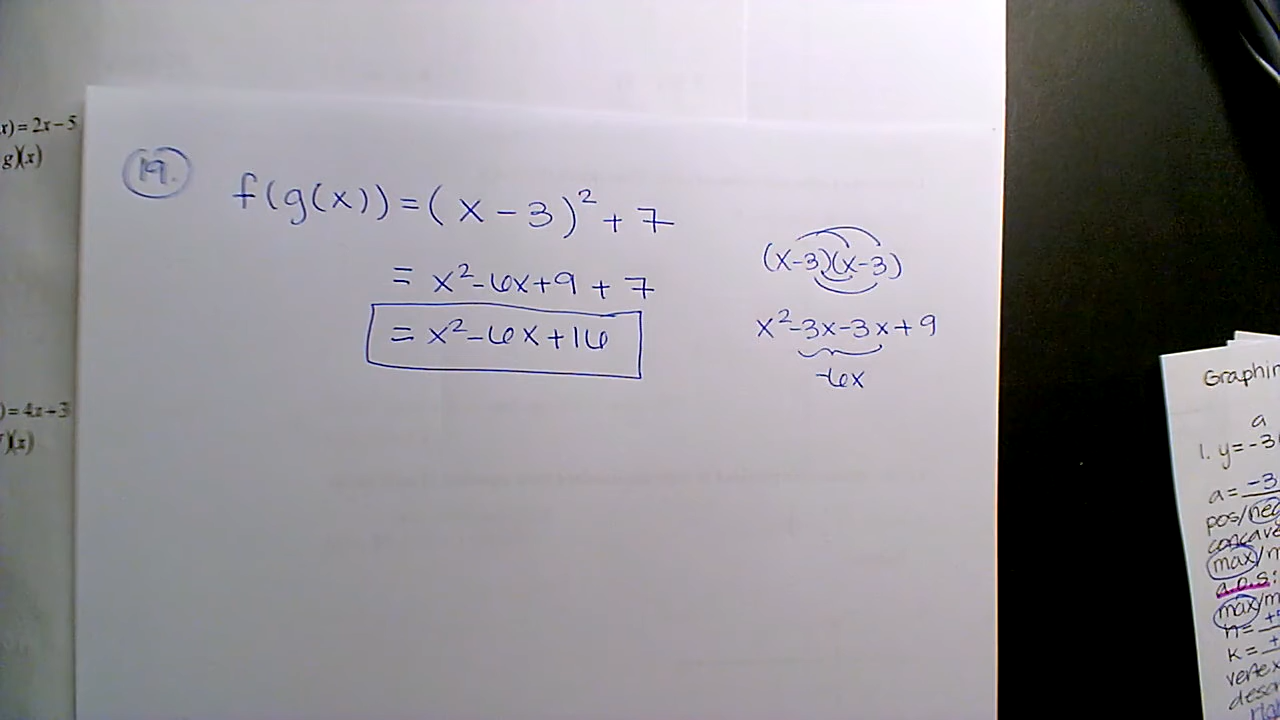 x)=2x-5
g)(x)
)=4x-3
)(x)
19.
f(g(x))=(x-3)²+7
= x²-6x+9+7
= x²-6x+16
(x-3)(x-3)
x²-3x-3x+9
-6x
Graphin
a
1. y=-3(
a=-3
pos/neg
concave
max/m
a.o.s:
max/m
h=
k=
vertex
desc